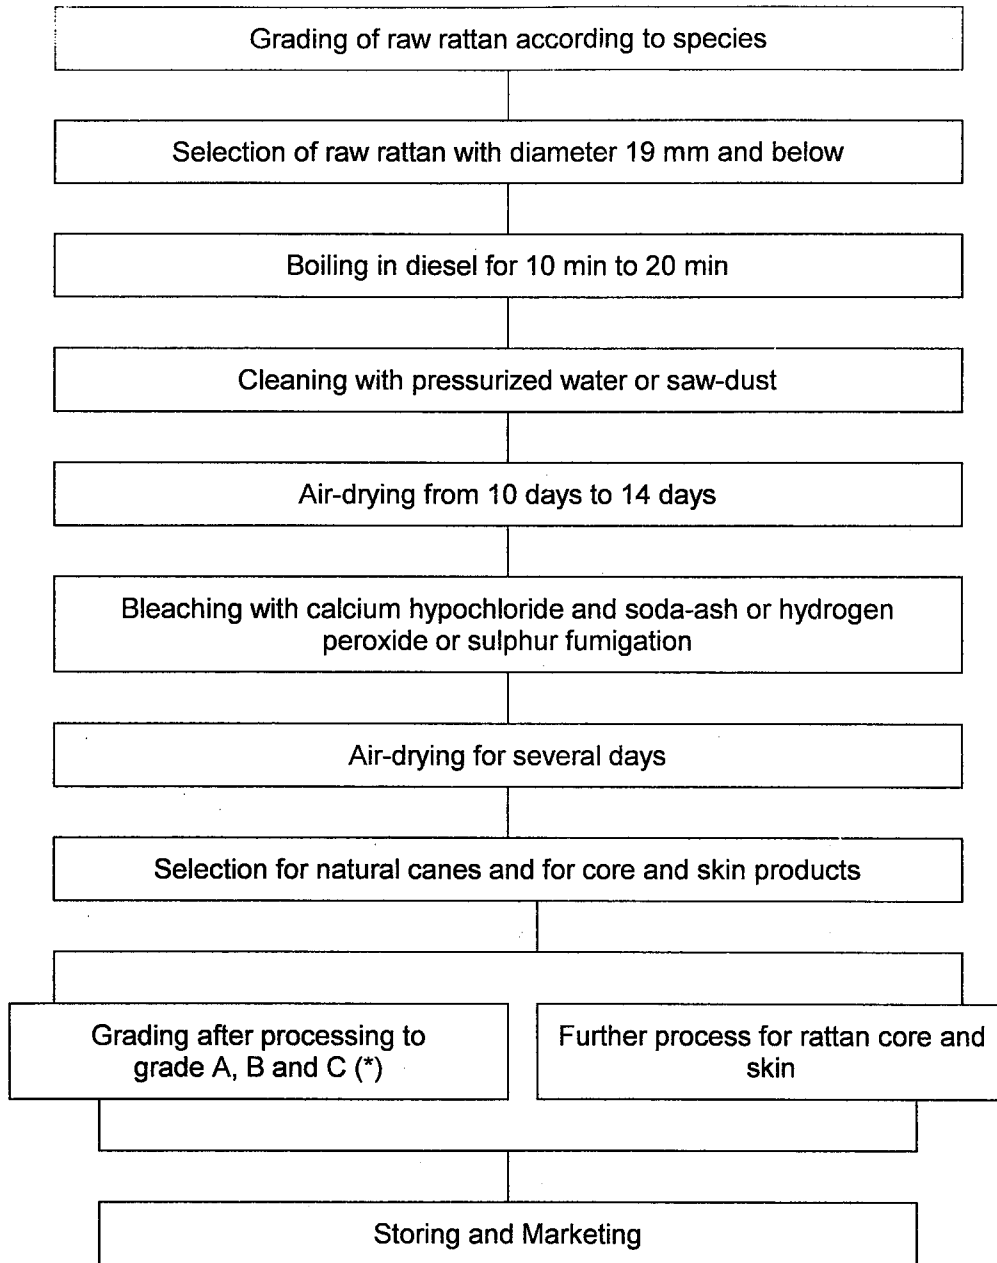 Grading of raw rattan according to species
Selection of raw rattan with diameter 19 mm and below
Boiling in diesel for 10 min to 20 min
Cleaning with pressurized water or saw-dust
Air-drying from 10 days to 14 days
Bleaching with calcium hypochloride and soda-ash or hydrogen
peroxide or sulphur fumigation
Air-drying for several days
Selection for natural canes and for core and skin products
Grading after processing to
grade A, B and C (*)
Further process for rattan core and
skin
Storing and Marketing